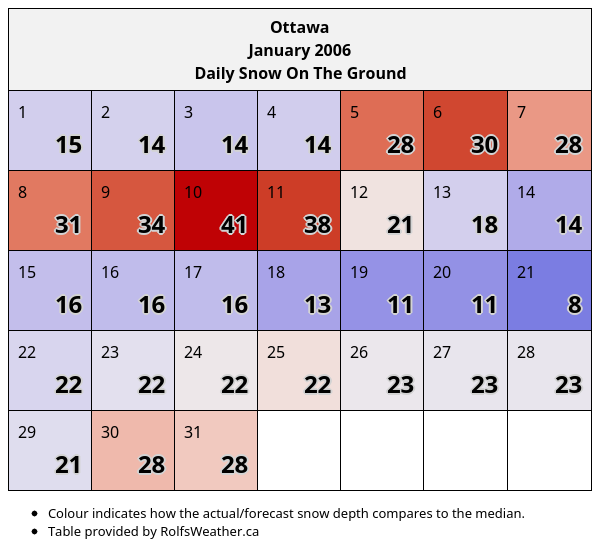 Ottawa
January 2006
Daily Snow On The Ground
1 2 3 4 5 6 7
15 14 14 14 28 30 28
8 9 10 11 12 13 14
31 34 41 38 21 18 14
15 16 17 18 19 20 21
16 16 16 13 11 11 8
22 23 24 25 26 27 28
22 22 22 22 23 23 23
29 30 31
21 28 28
• Colour indicates how the actual/forecast snow depth compares to the median.
• Table provided by RolfsWeather.ca